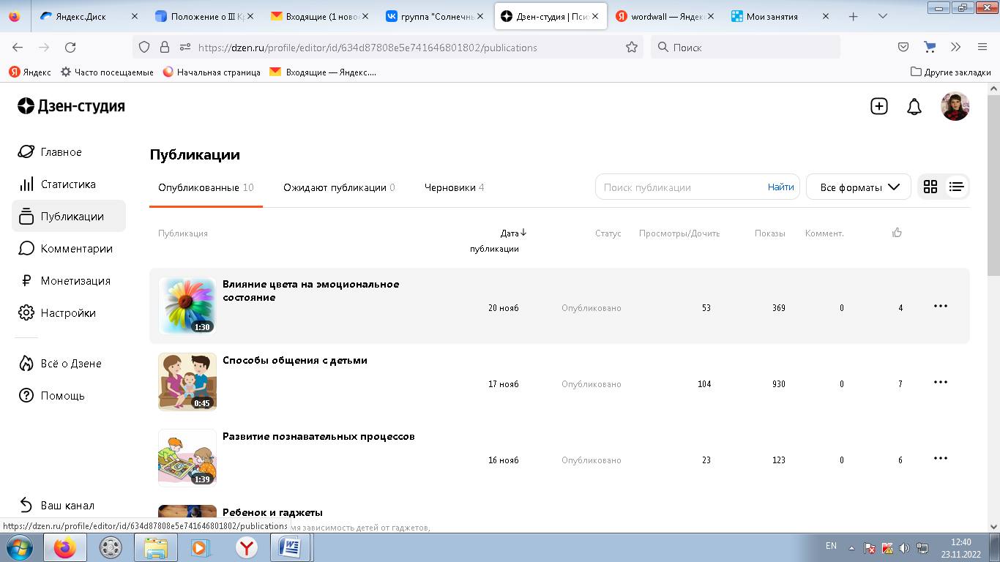 Яндекс.Диск
Положение о III Кр
Входящие (1 новое
группа "Солнечны
Дзен-студия | Псих
wordwall — Яндекс
Мои занятия
https://dzen.ru/profile/editor/id/634d87808e5e741646801802/publications
Поиск
Яндекс
Часто посещаемые
Начальная страница
Входящие — Яндекс....
Другие закладки
Дзен-студия
Главное
Статистика
Публикации
Комментарии
Монетизация
Настройки
Всё о Дзене
Помощь
Ваш канал
Публикации
Опубликованные 10
Ожидают публикации 0
Черновики 4
Поиск публикации
Найти
Все форматы
Публикация
Дата
публикации
Статус
Просмотры/Дочить
Показы
Коммент.
1:30
Влияние цвета на эмоциональное
состояние
20 нояб
Опубликовано
53
369
0
4
0:45
Способы общения с детьми
17 нояб
Опубликовано
104
930
0
7
1:39
Развитие познавательных процессов
16 нояб
Опубликовано
23
123
0
6
Ребенок и гаджеты
мя зависимость детей от гаджетов,
https://dzen.ru/profile/editor/id/634d87808e5e741646801802/publications
EN
12:40
23.11.2022